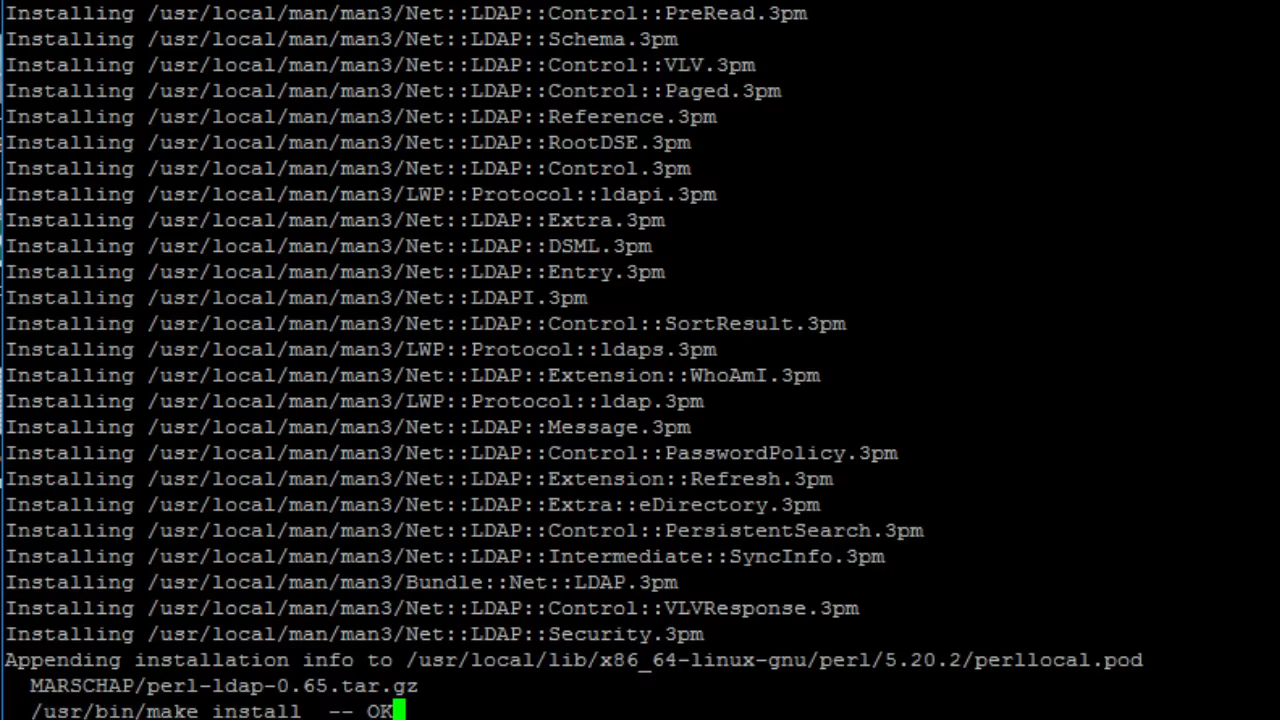 Installing /usr/local/man/man3/Net::LDAP::Control::PreRead.3pm
Installing /usr/local/man/man3/Net::LDAP::Schema.3pm
Installing /usr/local/man/man3/Net::LDAP::Control::VLV.3pm
Installing /usr/local/man/man3/Net::LDAP::Control::Paged.3pm
Installing /usr/local/man/man3/Net::LDAP::Reference.3pm
Installing /usr/local/man/man3/Net::LDAP::RootDSE.3pm
Installing /usr/local/man/man3/Net::LDAP::Control.3pm
Installing /usr/local/man/man3/LWP::Protocol::ldapi.3pm
Installing /usr/local/man/man3/Net::LDAP::Extra.3pm
Installing /usr/local/man/man3/Net::LDAP::DSML.3pm
Installing /usr/local/man/man3/Net::LDAP::Entry.3pm
Installing /usr/local/man/man3/Net::LDAPI.3pm
Installing /usr/local/man/man3/Net::LDAP::Control::SortResult.3pm
Installing /usr/local/man/man3/LWP::Protocol::ldaps.3pm
Installing /usr/local/man/man3/Net::LDAP::Extension::WhoAmI.3pm
Installing /usr/local/man/man3/LWP::Protocol::ldap.3pm
Installing /usr/local/man/man3/Net::LDAP::Message.3pm
Installing /usr/local/man/man3/Net::LDAP::Control::PasswordPolicy.3pm
Installing /usr/local/man/man3/Net::LDAP::Extension::Refresh.3pm
Installing /usr/local/man/man3/Net::LDAP::Extra::eDirectory.3pm
Installing /usr/local/man/man3/Net::LDAP::Control::PersistentSearch.3pm
Installing /usr/local/man/man3/Net::LDAP::Intermediate::SyncInfo.3pm
Installing /usr/local/man/man3/Bundle::Net::LDAP.3pm
Installing /usr/local/man/man3/Net::LDAP::Control::VLVResponse.3pm
Installing /usr/local/man/man3/Net::LDAP::Security.3pm
Appending installation info to /usr/local/lib/x86_64-linux-gnu/perl/5.20.2/perllocal.pod
  MARSCHAP/perl-ldap-0.65.tar.gz
  /usr/bin/make install  -- OK